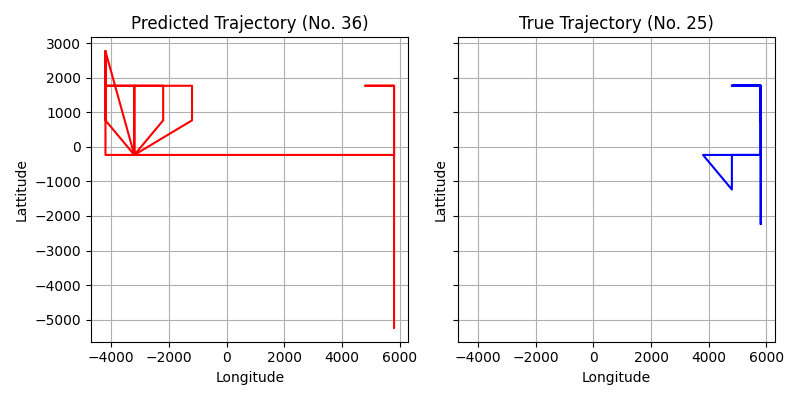 Predicted Trajectory (No. 36)
True Trajectory (No. 25)
3000
2000
1000
0
−1000
−2000
−3000
−4000
−5000
Lattitude
Lattitude
−4000 −2000 0 2000 4000 6000
−4000 −2000 0 2000 4000 6000
Longitude
Longitude